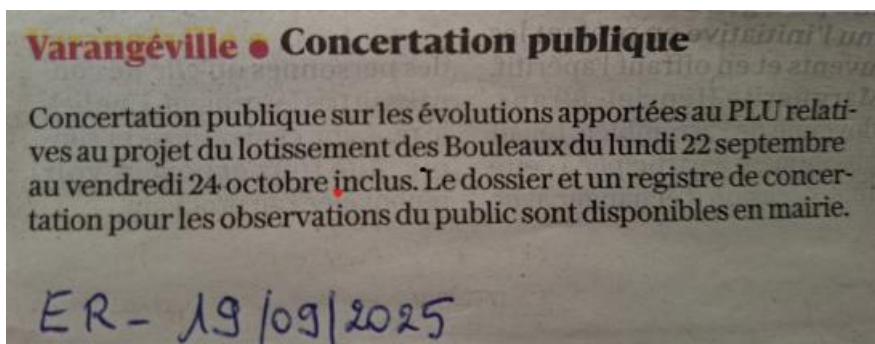 Varangéville ● Concertation publique
Concertation publique sur les évolutions apportées au PLU relati-
ves au projet du lotissement des Bouleaux du lundi 22 septembre
au vendredi 24 octobre inclus. Le dossier et un registre de concer-
tation pour les observations du public sont disponibles en mairie.
ER - 19/09/2025